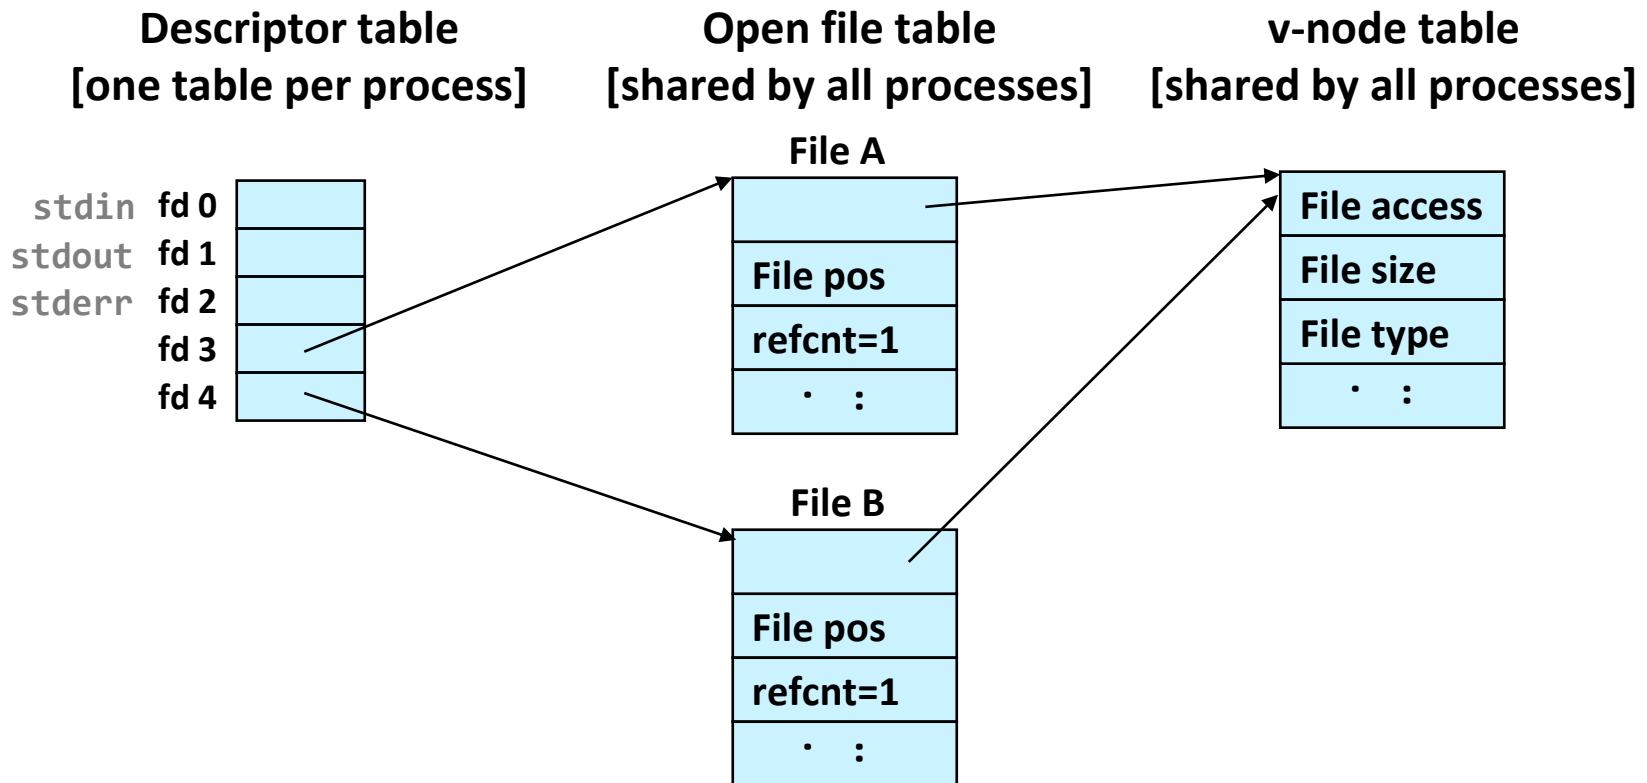 Descriptor table
[one table per process]
Open file table
[shared by all processes]
v-node table
[shared by all processes]
stdin fd 0
stdout fd 1
stderr fd 2
fd 3
fd 4
File A
File pos
refcnt=1
File B
File pos
refcnt=1
File access
File size
File type